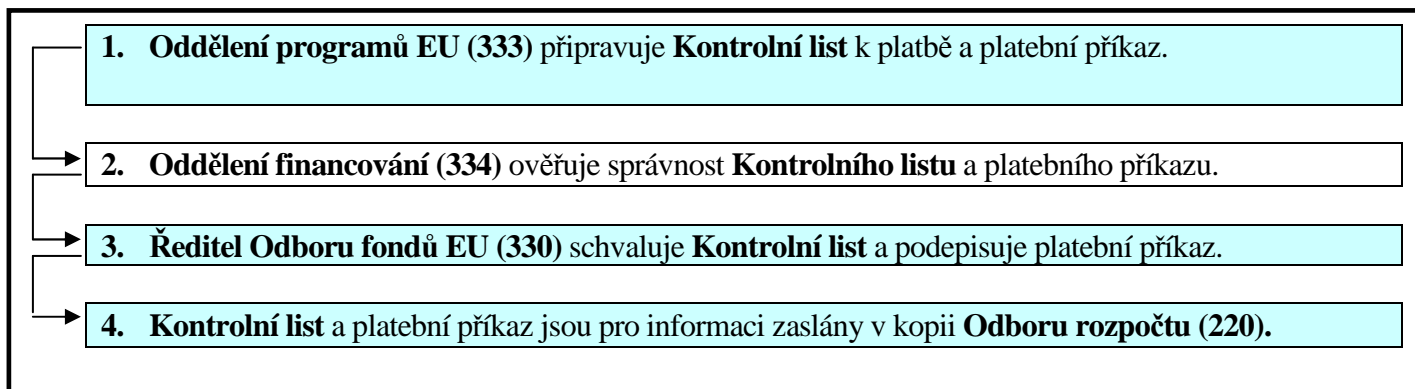 1. Oddělení programů EU (333) připravuje Kontrolní list k platbě a platební příkaz.
2. Oddělení financování (334) ověřuje správnost Kontrolního listu a platebního příkazu.
3. Ředitel Odboru fondů EU (330) schvaluje Kontrolní list a podepisuje platební příkaz.
4. Kontrolní list a platební příkaz jsou pro informaci zaslány v kopii Odboru rozpočtu (220).